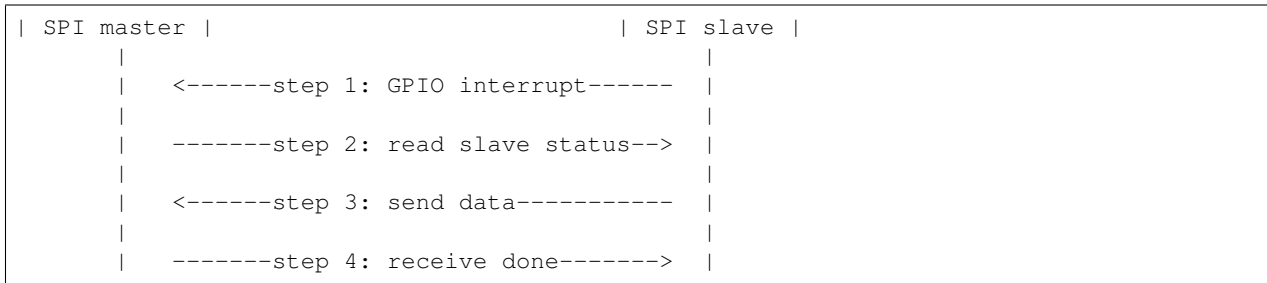 | SPI master |                                 | SPI slave |
       |                                             |
       |   <------step 1: GPIO interrupt------  |
       |                                             |
       |   -------step 2: read slave status-->  |
       |                                             |
       |   <------step 3: send data-----------  |
       |                                             |
       |   -------step 4: receive done------->  |